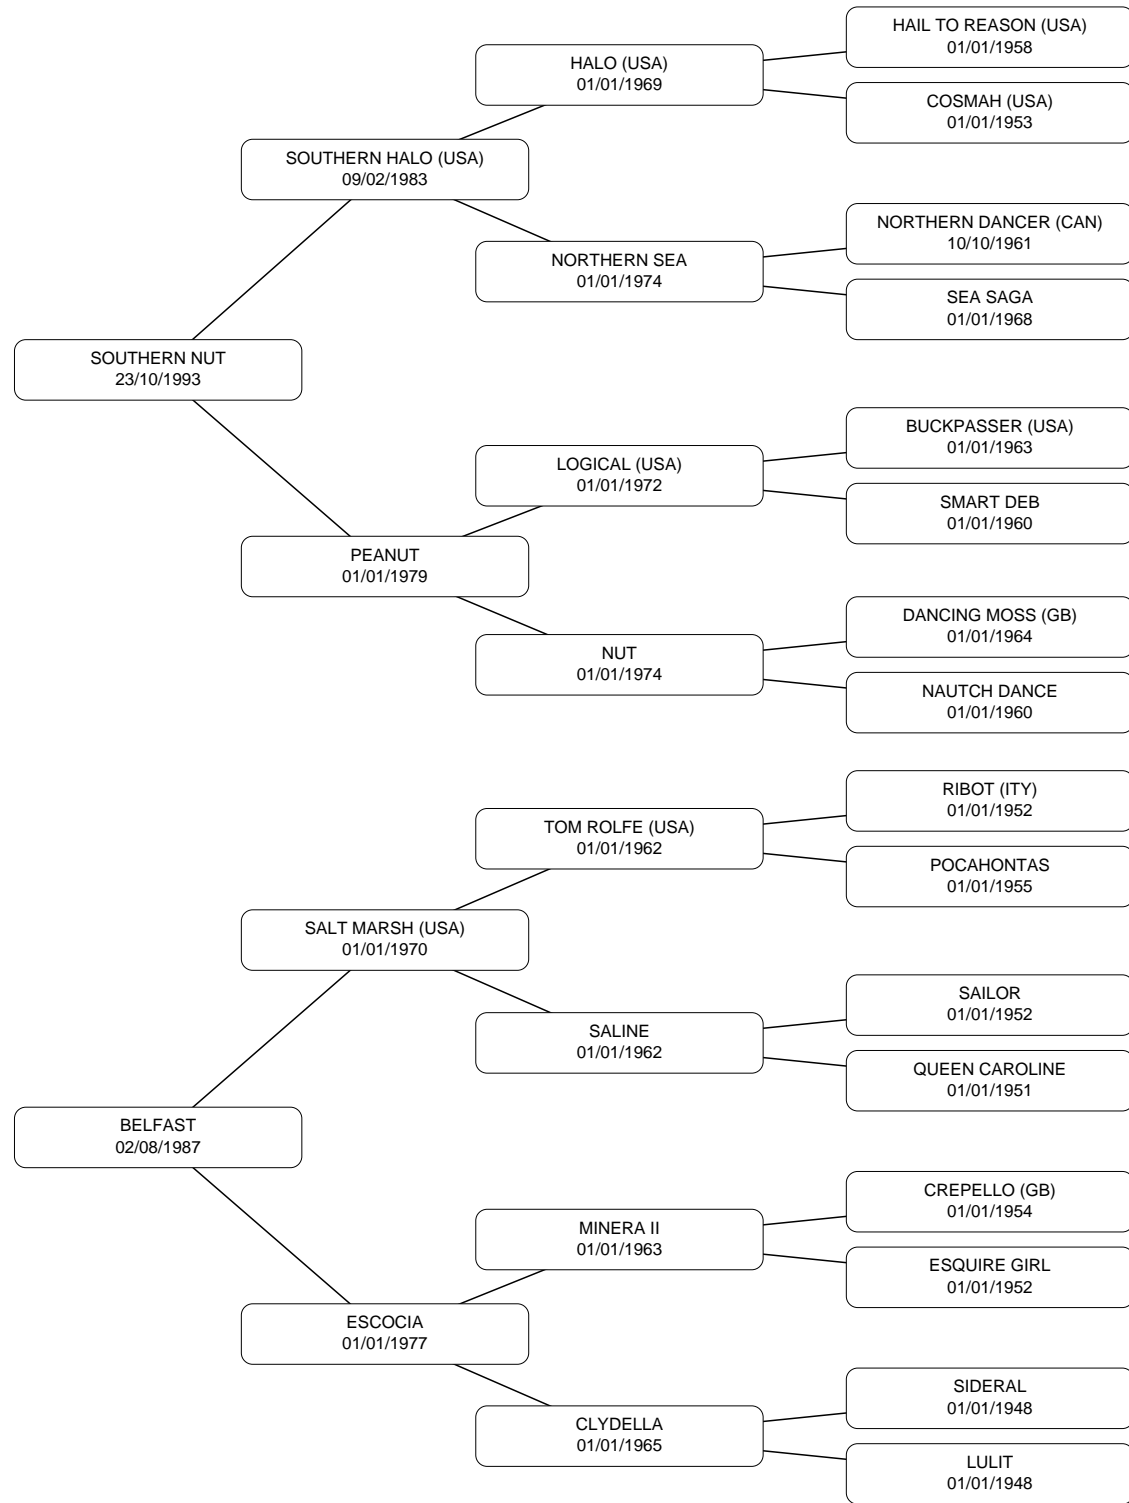 HAIL TO REASON (USA)
01/01/1958
HALO (USA)
01/01/1969
COSMAH (USA)
01/01/1953
SOUTHERN HALO (USA)
09/02/1983
NORTHERN DANCER (CAN)
10/10/1961
NORTHERN SEA
01/01/1974
SEA SAGA
01/01/1968
SOUTHERN NUT
23/10/1993
BUCKPASSER (USA)
01/01/1963
LOGICAL (USA)
01/01/1972
SMART DEB
01/01/1960
PEANUT
01/01/1979
DANCING MOSS (GB)
01/01/1964
NUT
01/01/1974
NAUTCH DANCE
01/01/1960
RIBOT (ITY)
01/01/1952
TOM ROLFE (USA)
01/01/1962
POCAHONTAS
01/01/1955
SALT MARSH (USA)
01/01/1970
SAILOR
01/01/1952
SALINE
01/01/1962
QUEEN CAROLINE
01/01/1951
BELFAST
02/08/1987
CREPELLO (GB)
01/01/1954
MINERA II
01/01/1963
ESQUIRE GIRL
01/01/1952
ESCOCIA
01/01/1977
SIDERAL
01/01/1948
CLYDELLA
01/01/1965
LULIT
01/01/1948